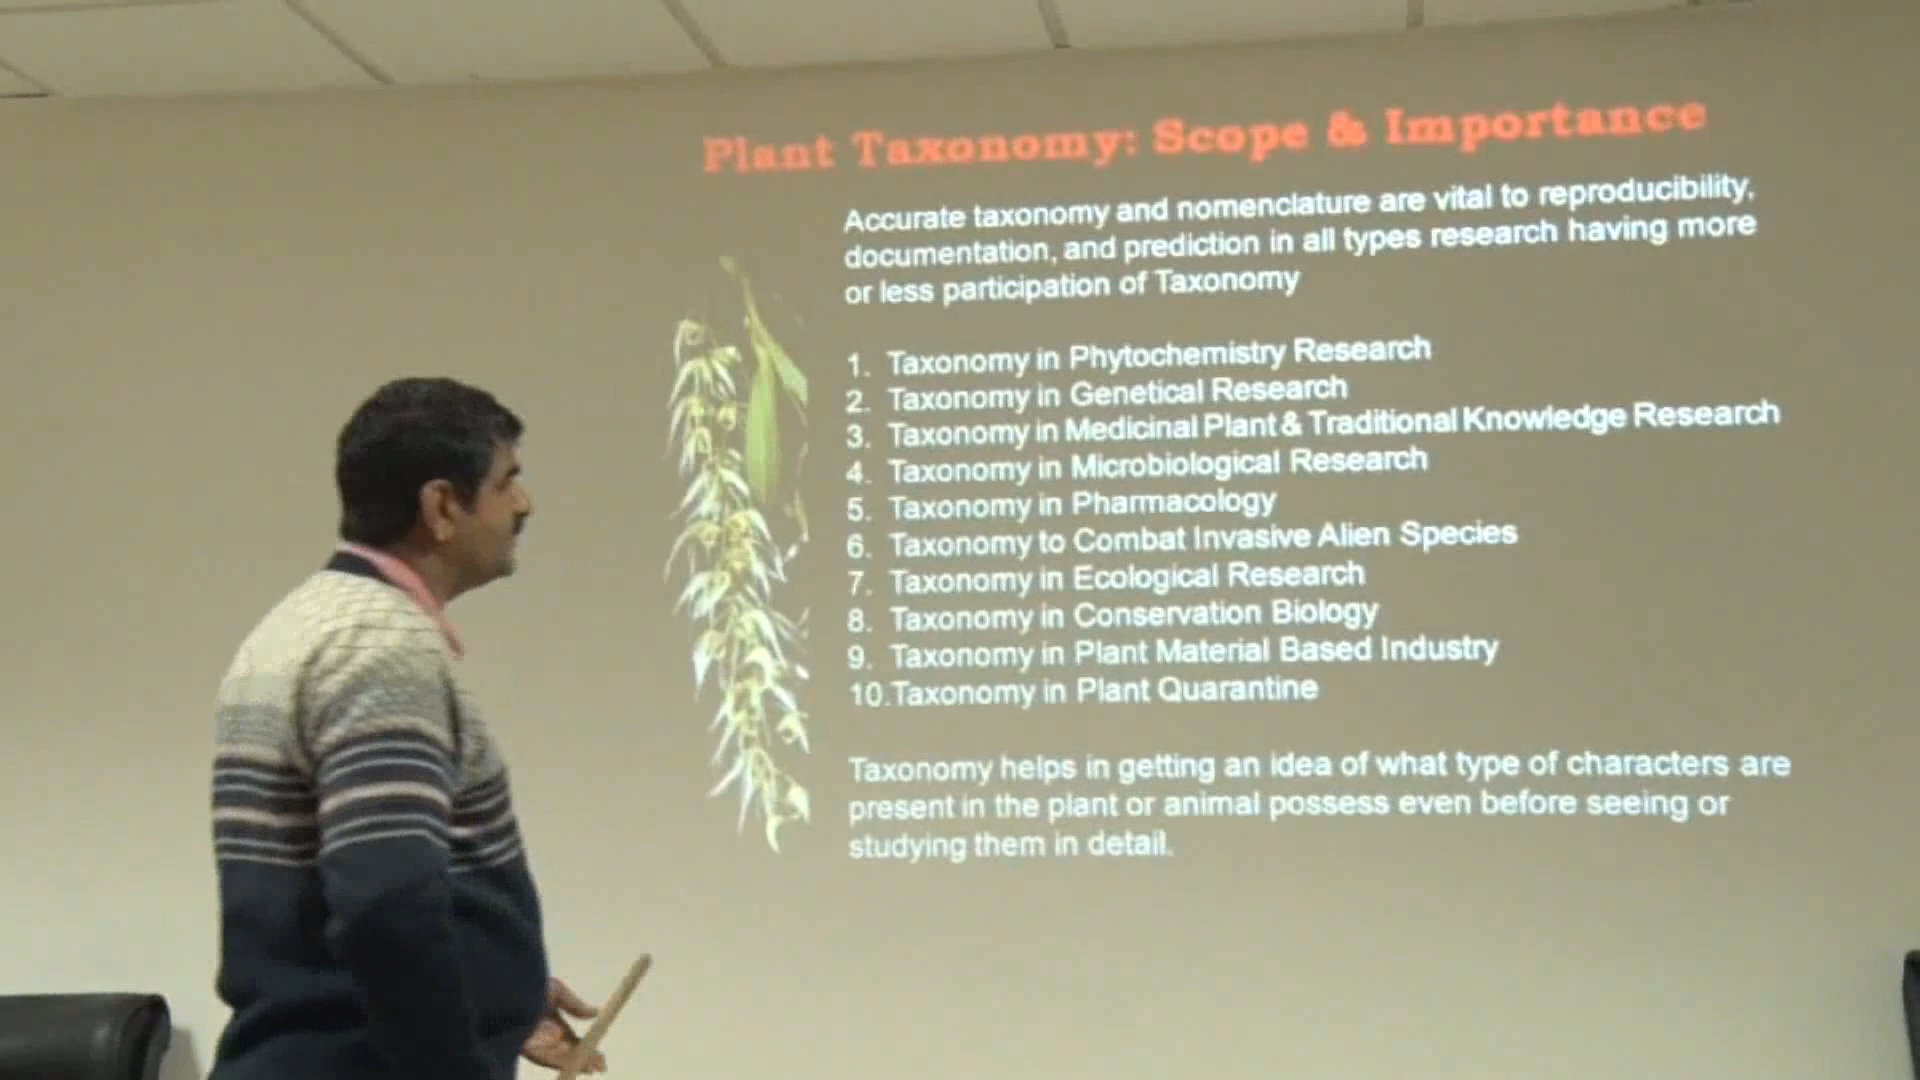 Plant Taxonomy: Scope & Importance
Accurate taxonomy and nomenclature are vital to reproducibility,
documentation, and prediction in all types research having more
or less participation of Taxonomy
1. Taxonomy in Phytochemistry Research
2. Taxonomy in Genetical Research
3. Taxonomy in Medicinal Plant & Traditional Knowledge Research
4. Taxonomy in Microbiological Research
5. Taxonomy in Pharmacology
6. Taxonomy to Combat Invasive Alien Species
7. Taxonomy in Ecological Research
8. Taxonomy in Conservation Biology
9. Taxonomy in Plant Material Based Industry
10.Taxonomy in Plant Quarantine
Taxonomy helps in getting an idea of what type of characters are
present in the plant or animal possess even before seeing or
studying them in detail.